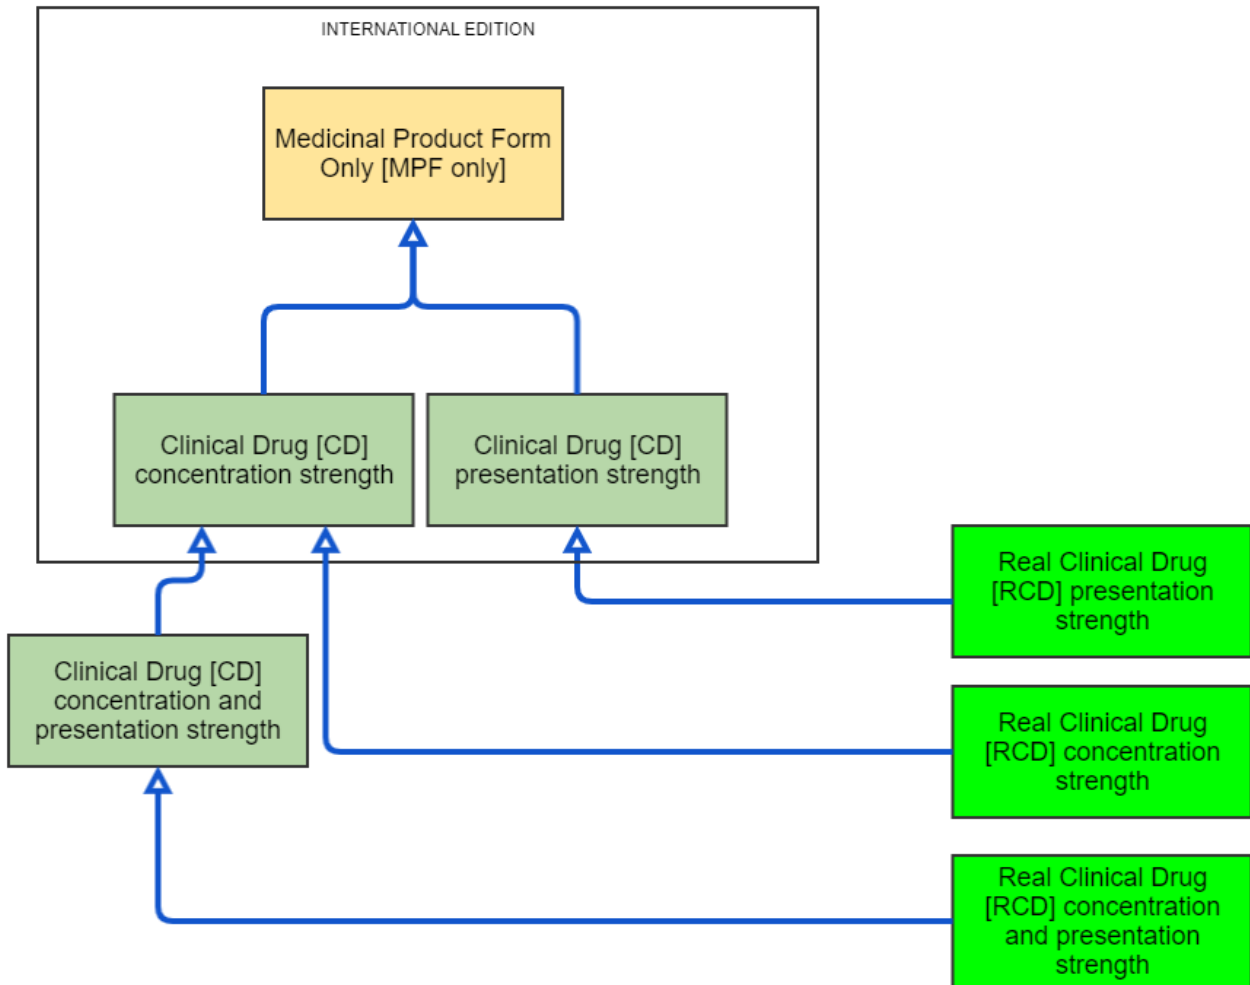 INTERNATIONAL EDITION
Medicinal Product Form
Only [MPF only]
Clinical Drug [CD]
concentration strength
Clinical Drug [CD]
presentation strength
Real Clinical Drug
[RCD] presentation
strength
Clinical Drug [CD]
concentration and
presentation strength
Real Clinical Drug
[RCD] concentration
strength
Real Clinical Drug
[RCD] concentration
and presentation
strength